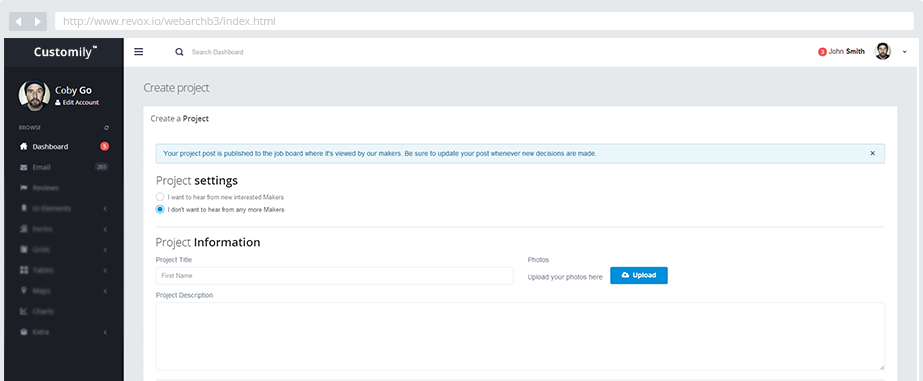 http://www.revox.io/webarchb3/index.html
Customily™
Search Dashboard
3 John Smith
Coby Go
Edit Account
BROWSE
Dashboard 5
Email 203
Reviews
UI Elements
Forms
Grids
Tables
Maps
Charts
Extra
Create project
Create a Project
Your project post is published to the job board where it's viewed by our makers. Be sure to update your post whenever new decisions are made.
Project settings
I want to hear from new interested Makers
I don't want to hear from any more Makers
Project Information
Project Title
First Name
Photos
Upload your photos here
Upload
Project Description